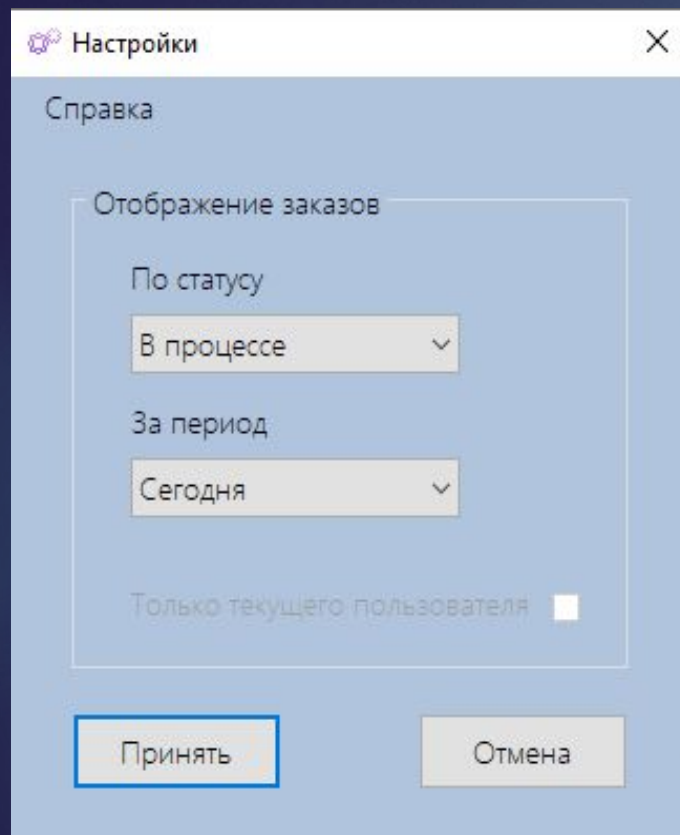 Настройки
Справка
Отображение заказов
По статусу
В процессе
За период
Сегодня
Только текущего пользователя
Принять
Отмена